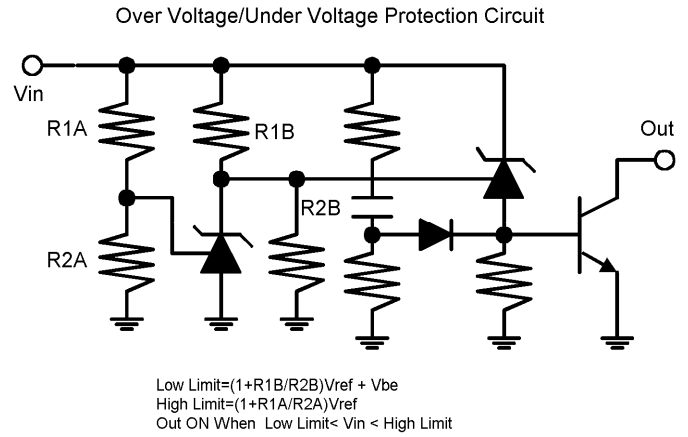 Over Voltage/Under Voltage Protection Circuit
Vin
R1A
R1B
Out
R2B
R2A
Low Limit=(1+R1B/R2B)Vref + Vbe
High Limit=(1+R1A/R2A)Vref
Out ON When Low Limit< Vin < High Limit